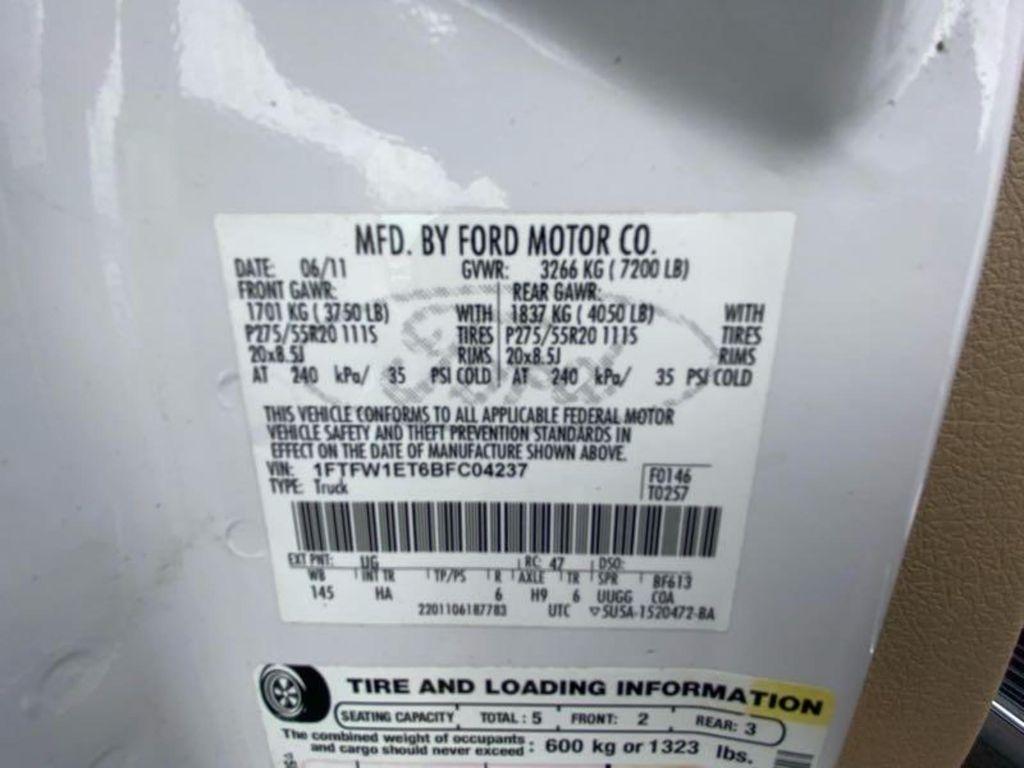 MFD. BY FORD MOTOR CO.
DATE: 06/11 GVWR: 3266 KG ( 7200 LB)
FRONT GAWR: REAR GAWR:
1701 KG ( 3750 LB) WITH 1837 KG ( 4050 LB) WITH
P275/55R20 111S TIRES P275/55R20 111S TIRES
20x8.5J RIMS 20x8.5J RIMS
AT 240 kPa/ 35 PSI COLD AT 240 kPa/ 35 PSI COLD
THIS VEHICLE CONFORMS TO ALL APPLICABLE FEDERAL MOTOR
VEHICLE SAFETY AND THEFT PREVENTION STANDARDS IN
EFFECT ON THE DATE OF MANUFACTURE SHOWN ABOVE.
VIN: 1FTFW1ET6BFC04237 F0146
TYPE: Truck T0257
EXT PNT: UG RC: 47 DSO:
WB INT TR TP/PS R AXLE TR SPR BF613
145 HA 6 H9 6 UUGG COA
2201106187783 UTC ▽5U5A-1520472-BA
TIRE AND LOADING INFORMATION
SEATING CAPACITY TOTAL : 5 FRONT: 2 REAR: 3
The combined weight of occupants
and cargo should never exceed : 600 kg or 1323 lbs.